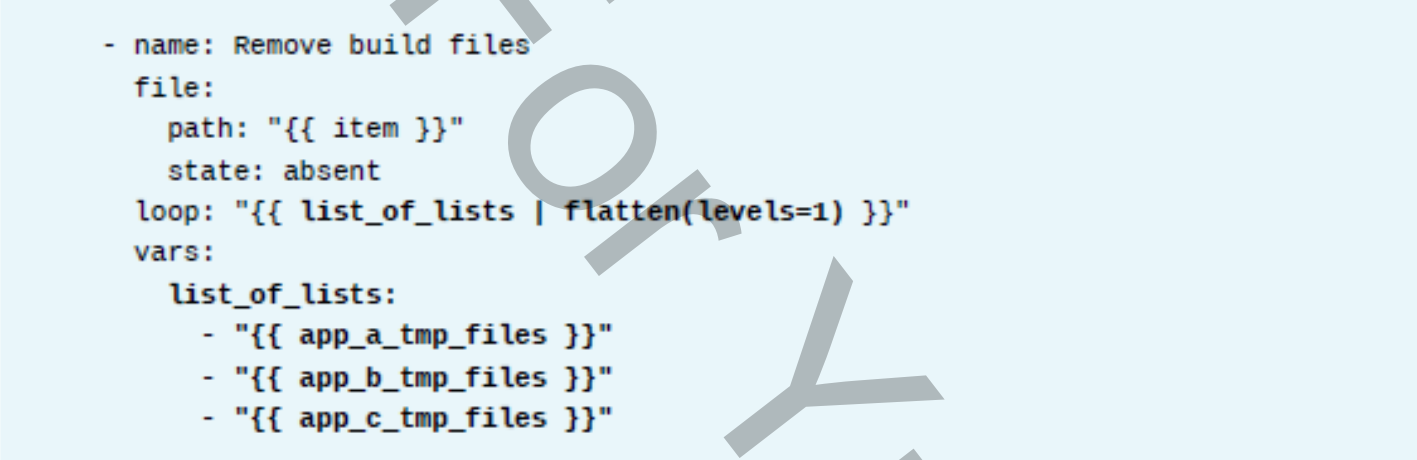 - name: Remove build files
  file:
    path: "{{ item }}"
    state: absent
  loop: "{{ list_of_lists | flatten(levels=1) }}"
  vars:
    list_of_lists:
      - "{{ app_a_tmp_files }}"
      - "{{ app_b_tmp_files }}"
      - "{{ app_c_tmp_files }}"
For Y